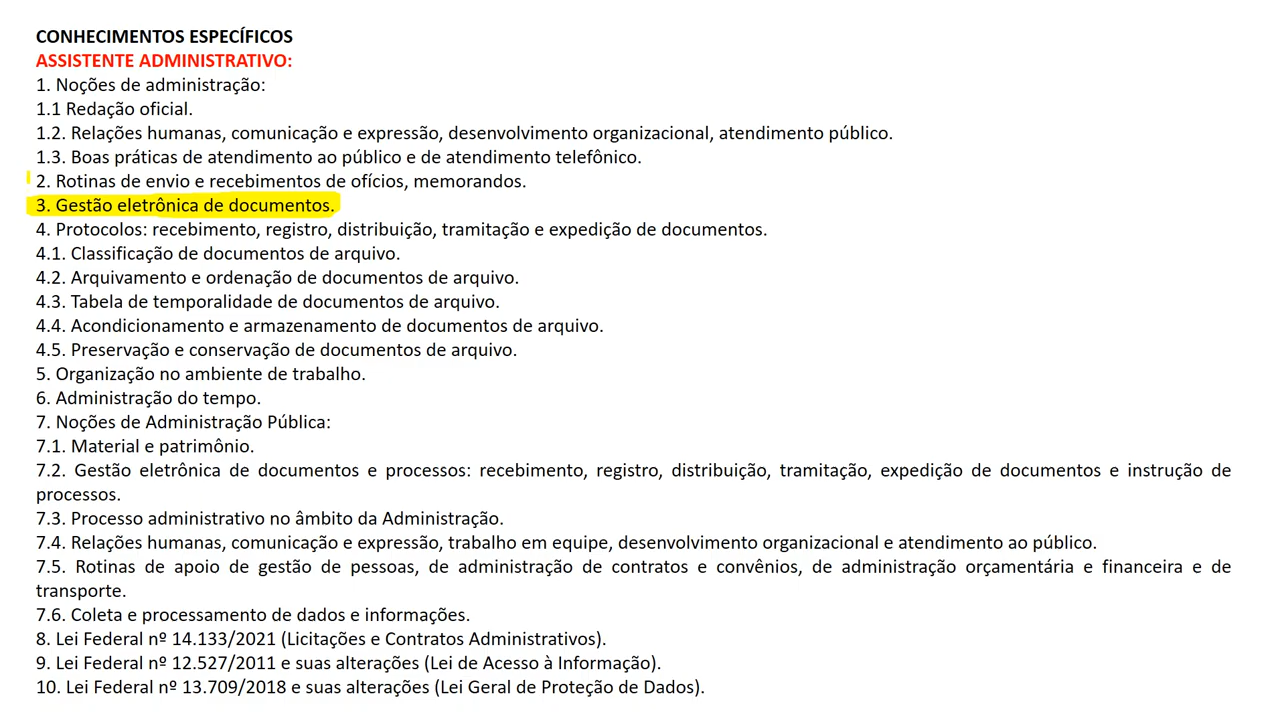 CONHECIMENTOS ESPECÍFICOS
ASSISTENTE ADMINISTRATIVO:
1. Noções de administração:
1.1 Redação oficial.
1.2. Relações humanas, comunicação e expressão, desenvolvimento organizacional, atendimento público.
1.3. Boas práticas de atendimento ao público e de atendimento telefônico.
2. Rotinas de envio e recebimentos de ofícios, memorandos.
3. Gestão eletrônica de documentos.
4. Protocolos: recebimento, registro, distribuição, tramitação e expedição de documentos.
4.1. Classificação de documentos de arquivo.
4.2. Arquivamento e ordenação de documentos de arquivo.
4.3. Tabela de temporalidade de documentos de arquivo.
4.4. Acondicionamento e armazenamento de documentos de arquivo.
4.5. Preservação e conservação de documentos de arquivo.
5. Organização no ambiente de trabalho.
6. Administração do tempo.
7. Noções de Administração Pública:
7.1. Material e patrimônio.
7.2. Gestão eletrônica de documentos e processos: recebimento, registro, distribuição, tramitação, expedição de documentos e instrução de
processos.
7.3. Processo administrativo no âmbito da Administração.
7.4. Relações humanas, comunicação e expressão, trabalho em equipe, desenvolvimento organizacional e atendimento ao público.
7.5. Rotinas de apoio de gestão de pessoas, de administração de contratos e convênios, de administração orçamentária e financeira e de
transporte.
7.6. Coleta e processamento de dados e informações.
8. Lei Federal nº 14.133/2021 (Licitações e Contratos Administrativos).
9. Lei Federal nº 12.527/2011 e suas alterações (Lei de Acesso à Informação).
10. Lei Federal nº 13.709/2018 e suas alterações (Lei Geral de Proteção de Dados).